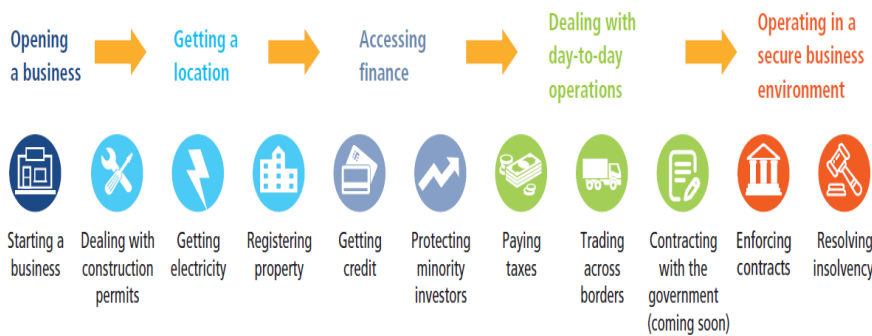 Opening
a business
Getting a
location
Accessing
finance
Dealing with
day-to-day
operations
Operating in a
secure business
environment
Starting a
business
Dealing with
construction
permits
Getting
electricity
Registering
property
Getting
credit
Protecting
minority
investors
Paying
taxes
Trading
across
borders
Contracting
with the
government
(coming soon)
Enforcing
contracts
Resolving
insolvency